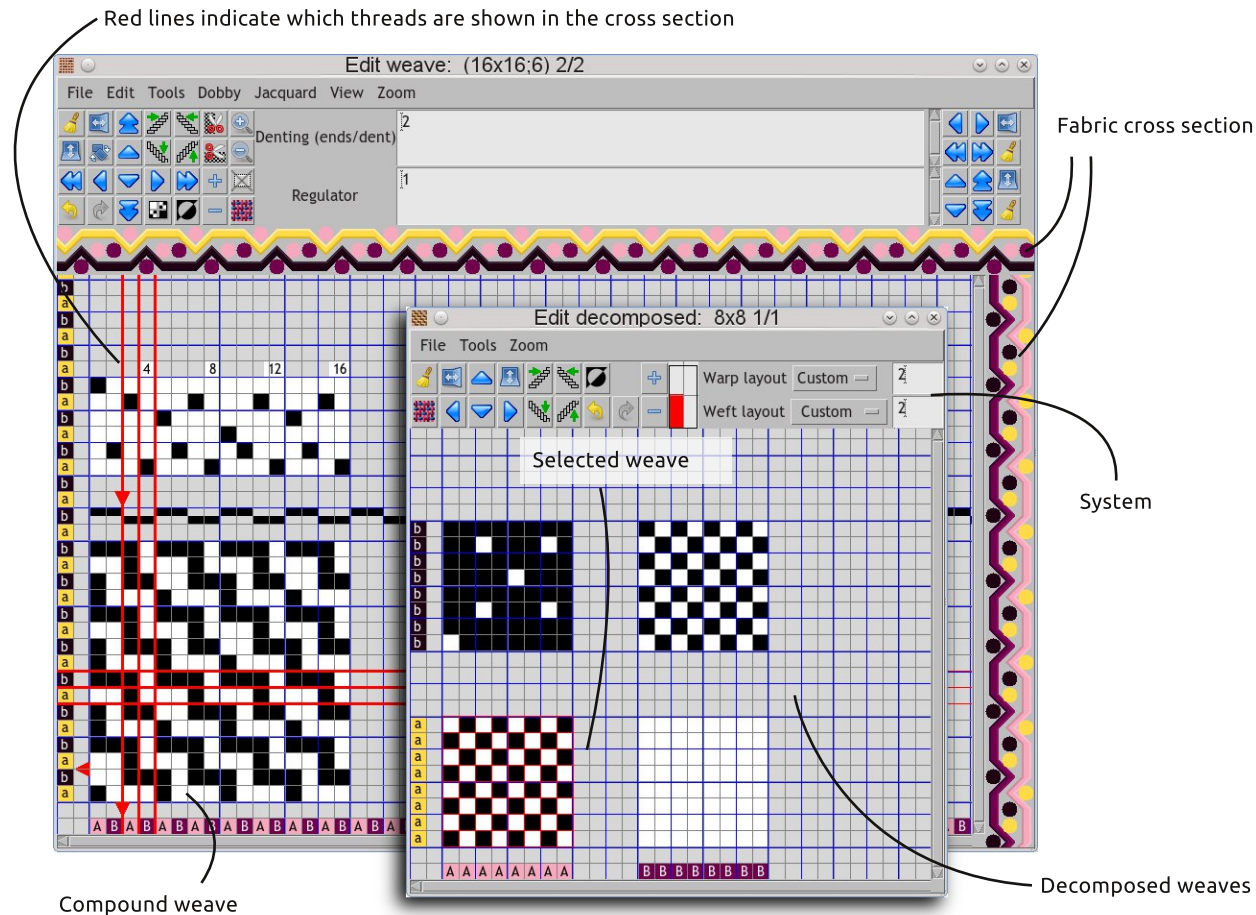 Red lines indicate which threads are shown in the cross section
Edit weave: (16x16;6) 2/2
File Edit Tools Dobby Jacquard View Zoom
Denting (ends/dent)
2
Regulator
1
Fabric cross section
b
a
b
a
b
a
4 8 12 16
b
a
b
a
b
a
b
a
b
a
b
a
b
a
b
a
b
a
b
a
b
a
b
a
b
a
A B A B A B A B A B A B A B A B A B A
B
Edit decomposed: 8x8 1/1
File Tools Zoom
Warp layout Custom 2
Weft layout Custom 2
Selected weave
System
b
b
b
b
b
b
b
b
a
a
a
a
a
a
a
a
A A A A A A A A B B B B B B B B
Compound weave
Decomposed weaves